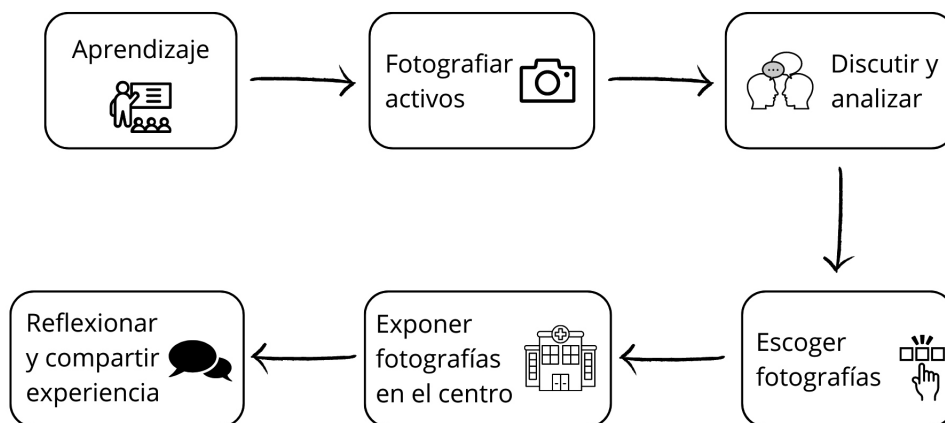 Aprendizaje
Fotografiar
activos
Discutir y
analizar
Escoger
fotografías
Exponer
fotografías
en el centro
Reflexionar
y compartir
experiencia